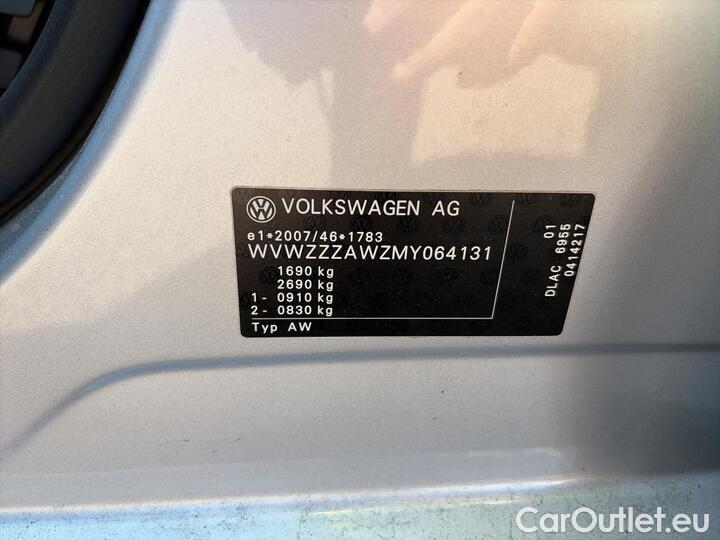 VOLKSWAGEN AG
e1*2007/46*1783
WVWZZZAWZMY064131
1690 kg
2690 kg
1 - 0910 kg
2 - 0830 kg
Typ AW
01
DLAC 6955
0414217
CarOutlet.eu